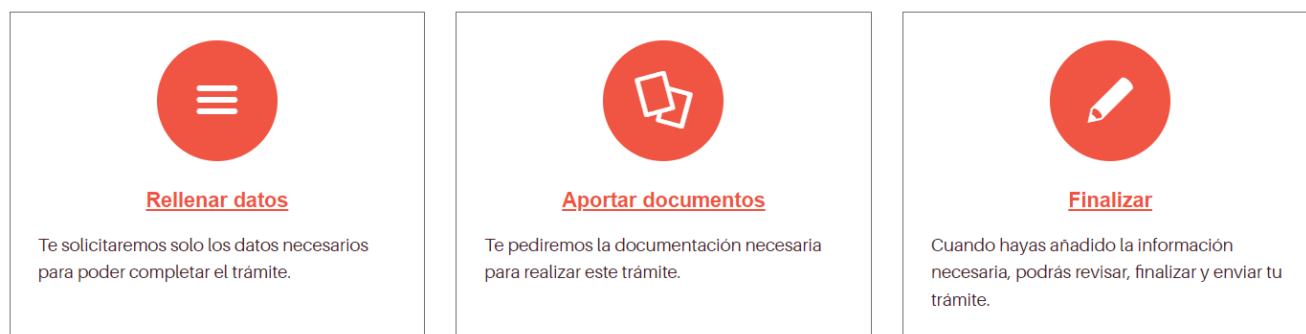 Rellenar datos
Te solicitaremos solo los datos necesarios
para poder completar el trámite.
Aportar documentos
Te pediremos la documentación necesaria
para realizar este trámite.
Finalizar
Cuando hayas añadido la información
necesaria, podrás revisar, finalizar y enviar tu
trámite.